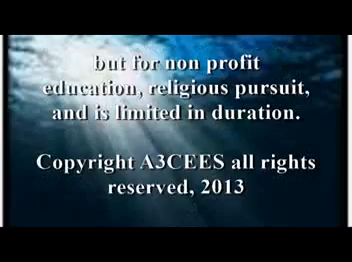 but for non profit
education, religious pursuit,
and is limited in duration.
Copyright A3CEES all rights
reserved, 2013